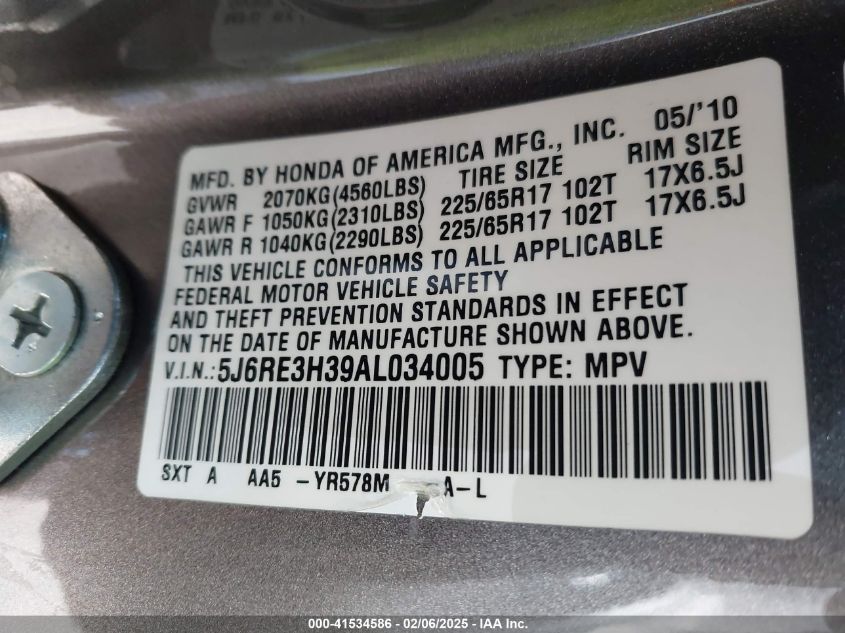 MFD. BY HONDA OF AMERICA MFG., INC. 05/'10
GVWR 2070KG(4560LBS) TIRE SIZE RIM SIZE
GAWR F 1050KG(2310LBS) 225/65R17 102T 17X6.5J
GAWR R 1040KG(2290LBS) 225/65R17 102T 17X6.5J
THIS VEHICLE CONFORMS TO ALL APPLICABLE
FEDERAL MOTOR VEHICLE SAFETY
AND THEFT PREVENTION STANDARDS IN EFFECT
ON THE DATE OF MANUFACTURE SHOWN ABOVE.
V.I.N.:5J6RE3H39AL034005 TYPE: MPV
SXT A AA5 -YR578M A-L
000-41534586 - 02/06/2025 - IAA Inc.